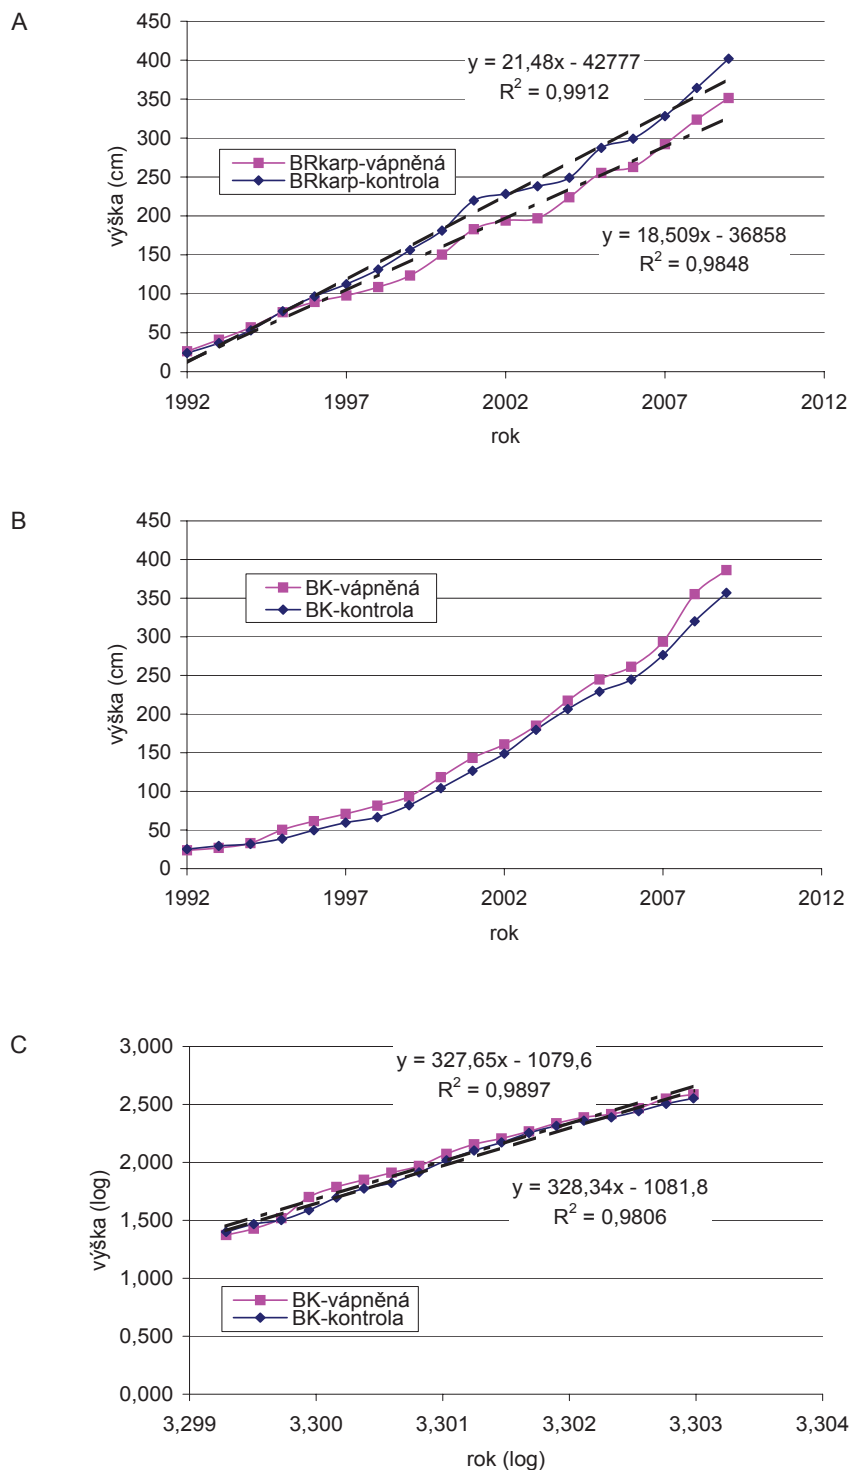 A
450
400
350
300
250
200
150
100
50
0
výška (cm)
y = 21,48x - 42777
R² = 0,9912
BRkarp-vápněná
BRkarp-kontrola
y = 18,509x - 36858
R² = 0,9848
1992 1997 2002 2007 2012
rok
B
450
400
350
300
250
200
150
100
50
0
výška (cm)
BK-vápněná
BK-kontrola
1992 1997 2002 2007 2012
rok
C
3,000
2,500
2,000
1,500
1,000
0,500
0,000
výška (log)
y = 327,65x - 1079,6
R² = 0,9897
y = 328,34x - 1081,8
R² = 0,9806
BK-vápněná
BK-kontrola
3,299 3,300 3,301 3,302 3,303 3,304
rok (log)